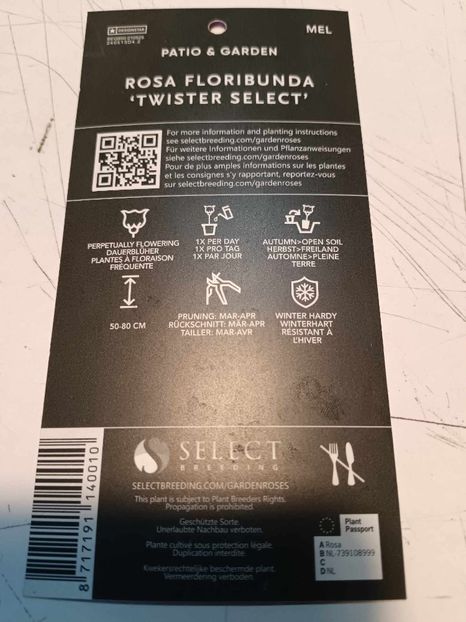 DESIGNSTAR
MEL
PATIO & GARDEN
ROSA FLORIBUNDA
‘TWISTER SELECT’
For more information and planting instructions
see selectbreeding.com/gardenroses
Für weitere Informationen und Pflanzanweisungen
siehe selectbreeding.com/gardenroses
Pour de plus amples informations sur les plantes
et les consignes s'y rapportant, reportez-vous
sur selectbreeding.com/gardenroses
PERPETUALLY FLOWERING
DAUERBLÜHER
PLANTES À FLORAISON
FRÉQUENTE
1X PER DAY
1X PRO TAG
1X PAR JOUR
AUTUMN>OPEN SOIL
HERBST>FREILAND
AUTOMNE>PLEINE
TERRE
50-80 CM
PRUNING: MAR-APR
RÜCKSCHNITT: MÄR-APR
TAILLER: MAR-AVR
WINTER HARDY
WINTERHART
RÉSISTANT À
L'HIVER
SELECT
BREEDING
SELECTBREEDING.COM/GARDENROSES
This plant is subject to Plant Breeders Rights.
Propagation is prohibited.
Geschützte Sorte.
Unerlaubte Nachbau verboten.
Plante cultivé sous protection légale.
Duplication interdite.
Kwekersrechtelijke beschermde plant.
Vermeerdering verboden.
Plant
Passport
A Rosa
B NL-739108999
C
D NL
8 717191 140010